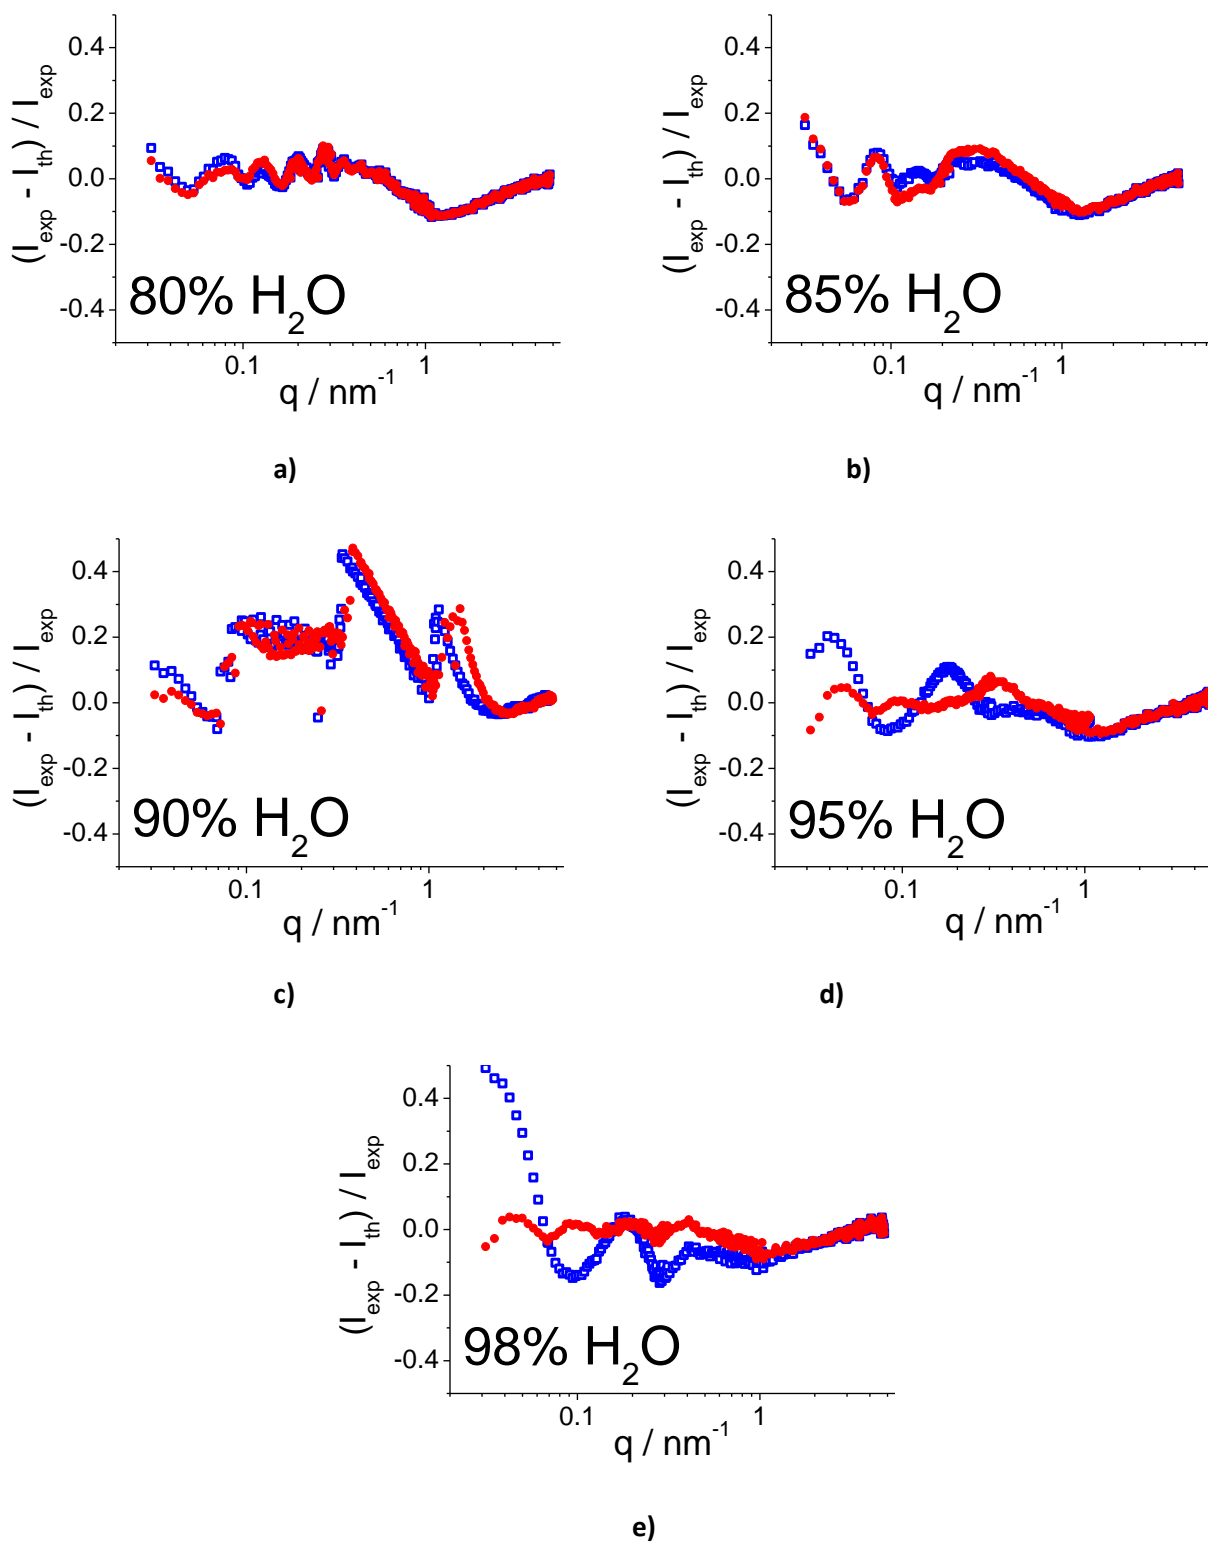 0.4
0.2
0.0
-0.2
-0.4
(I_exp - I_th) / I_exp
80% H₂O
0.1 1
q / nm⁻¹
a)
0.4
0.2
0.0
-0.2
-0.4
(I_exp - I_th) / I_exp
85% H₂O
0.1 1
q / nm⁻¹
b)
0.4
0.2
0.0
-0.2
-0.4
(I_exp - I_th) / I_exp
90% H₂O
0.1 1
q / nm⁻¹
c)
0.4
0.2
0.0
-0.2
-0.4
(I_exp - I_th) / I_exp
95% H₂O
0.1 1
q / nm⁻¹
d)
0.4
0.2
0.0
-0.2
-0.4
(I_exp - I_th) / I_exp
98% H₂O
0.1 1
q / nm⁻¹
e)